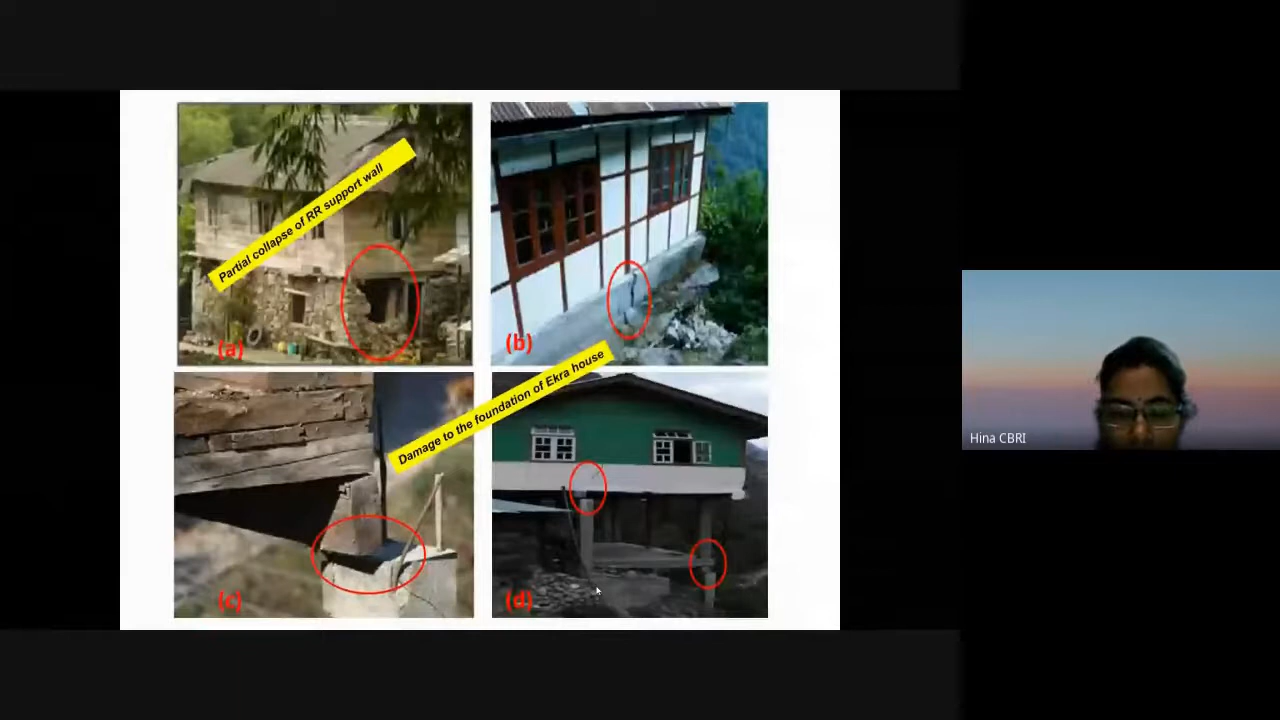 Partial collapse of RR support wall
(a)
(b)
Damage to the foundation of Ekra house
(c)
(d)
Hina CBRI